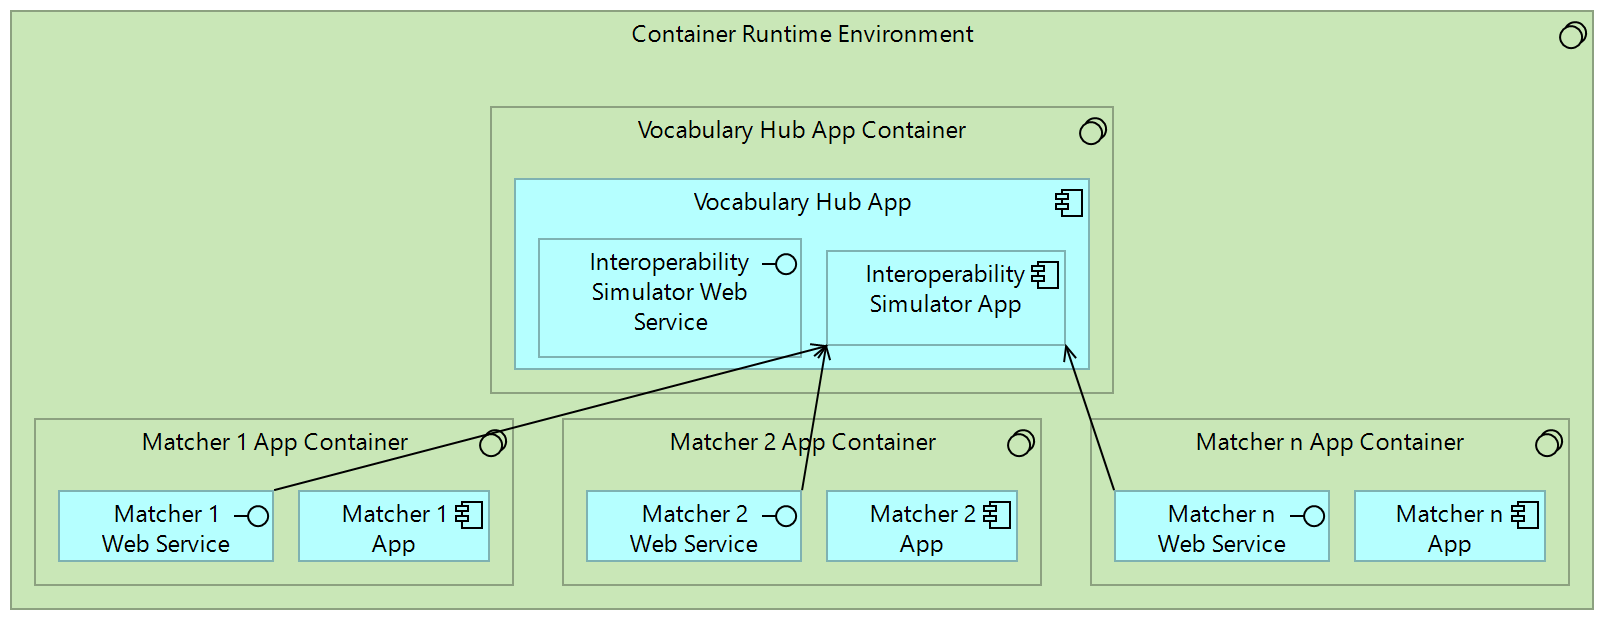 Container Runtime Environment
Vocabulary Hub App Container
Vocabulary Hub App
Interoperability
Simulator Web
Service
Interoperability
Simulator App
Matcher 1 App Container
Matcher 1
Web Service
Matcher 1
App
Matcher 2 App Container
Matcher 2
Web Service
Matcher 2
App
Matcher n App Container
Matcher n
Web Service
Matcher n
App